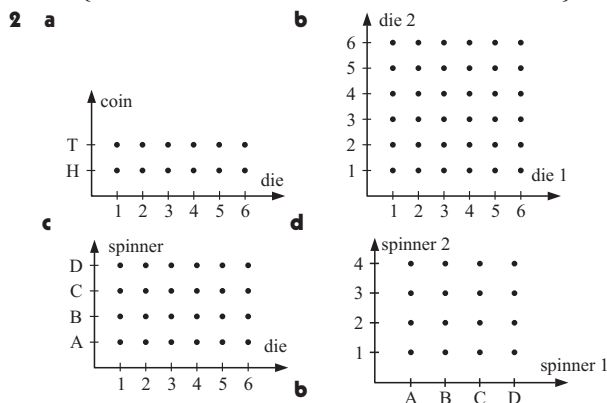 2 a
coin
T
H
die
1 2 3 4 5 6
b
die 2
6
5
4
3
2
1
die 1
1 2 3 4 5 6
c
spinner
D
C
B
A
die
1 2 3 4 5 6
d
spinner 2
4
3
2
1
spinner 1
A B C D
b